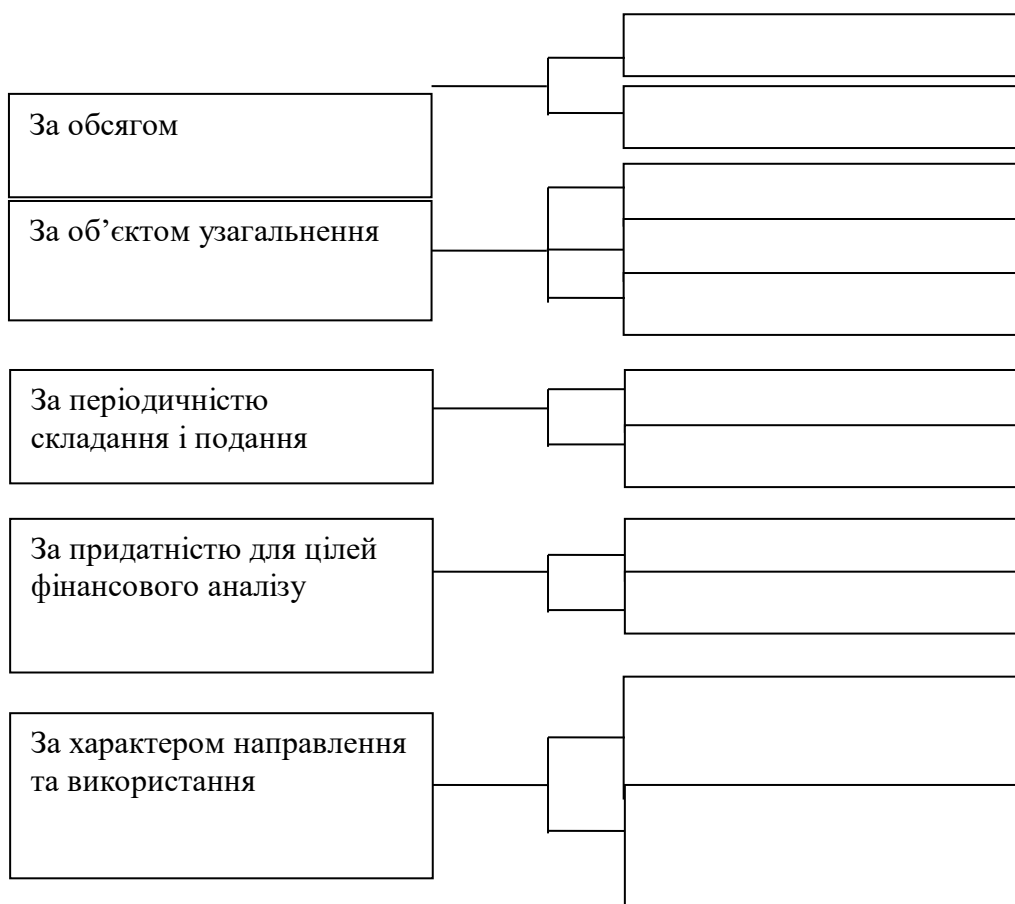 За обсягом
За об’єктом узагальнення
За періодичністю
складання і подання
За придатністю для цілей
фінансового аналізу
За характером направлення
та використання